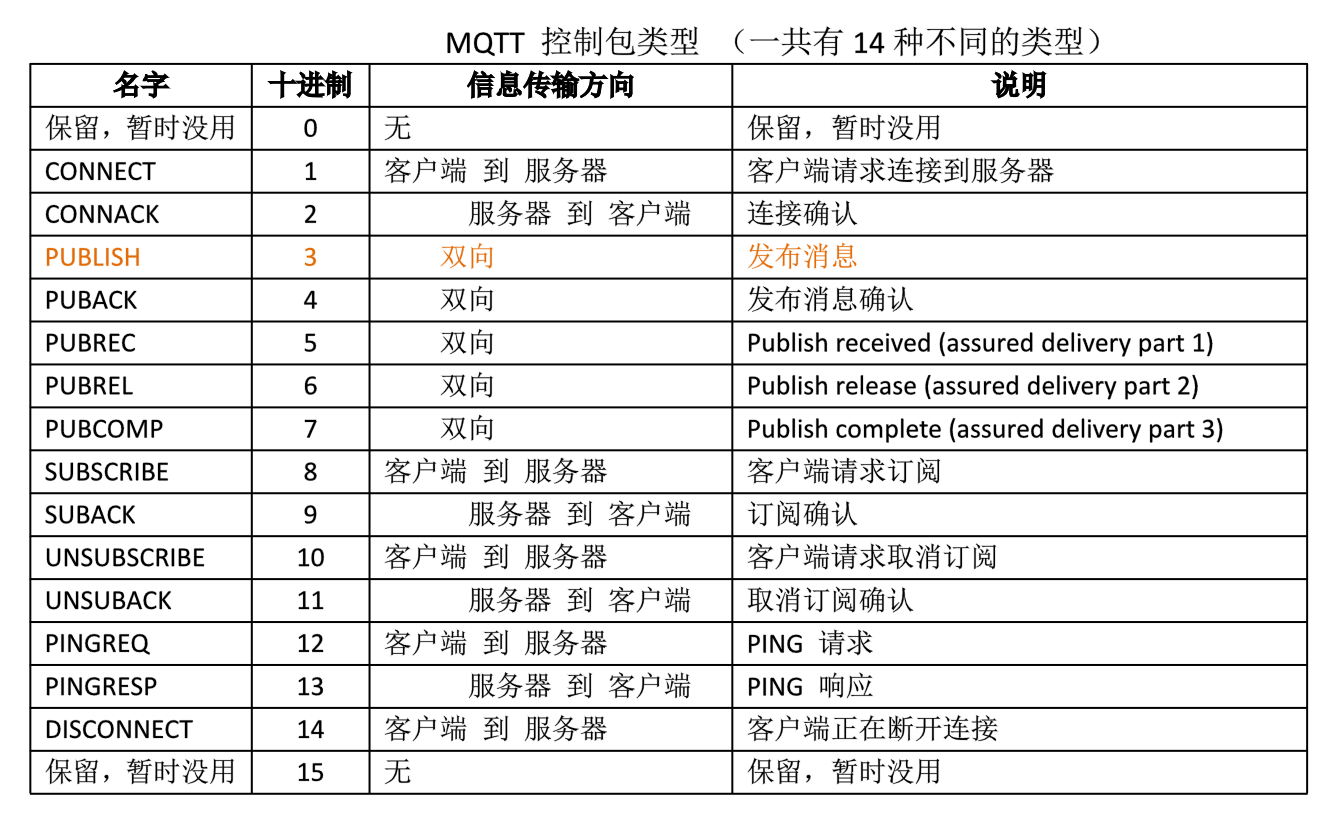 MQTT 控制包类型 （一共有 14 种不同的类型）
名字 十进制 信息传输方向 说明
保留，暂时没用 0 无 保留，暂时没用
CONNECT 1 客户端 到 服务器 客户端请求连接到服务器
CONNACK 2 服务器 到 客户端 连接确认
PUBLISH 3 双向 发布消息
PUBACK 4 双向 发布消息确认
PUBREC 5 双向 Publish received (assured delivery part 1)
PUBREL 6 双向 Publish release (assured delivery part 2)
PUBCOMP 7 双向 Publish complete (assured delivery part 3)
SUBSCRIBE 8 客户端 到 服务器 客户端请求订阅
SUBACK 9 服务器 到 客户端 订阅确认
UNSUBSCRIBE 10 客户端 到 服务器 客户端请求取消订阅
UNSUBACK 11 服务器 到 客户端 取消订阅确认
PINGREQ 12 客户端 到 服务器 PING 请求
PINGRESP 13 服务器 到 客户端 PING 响应
DISCONNECT 14 客户端 到 服务器 客户端正在断开连接
保留，暂时没用 15 无 保留，暂时没用